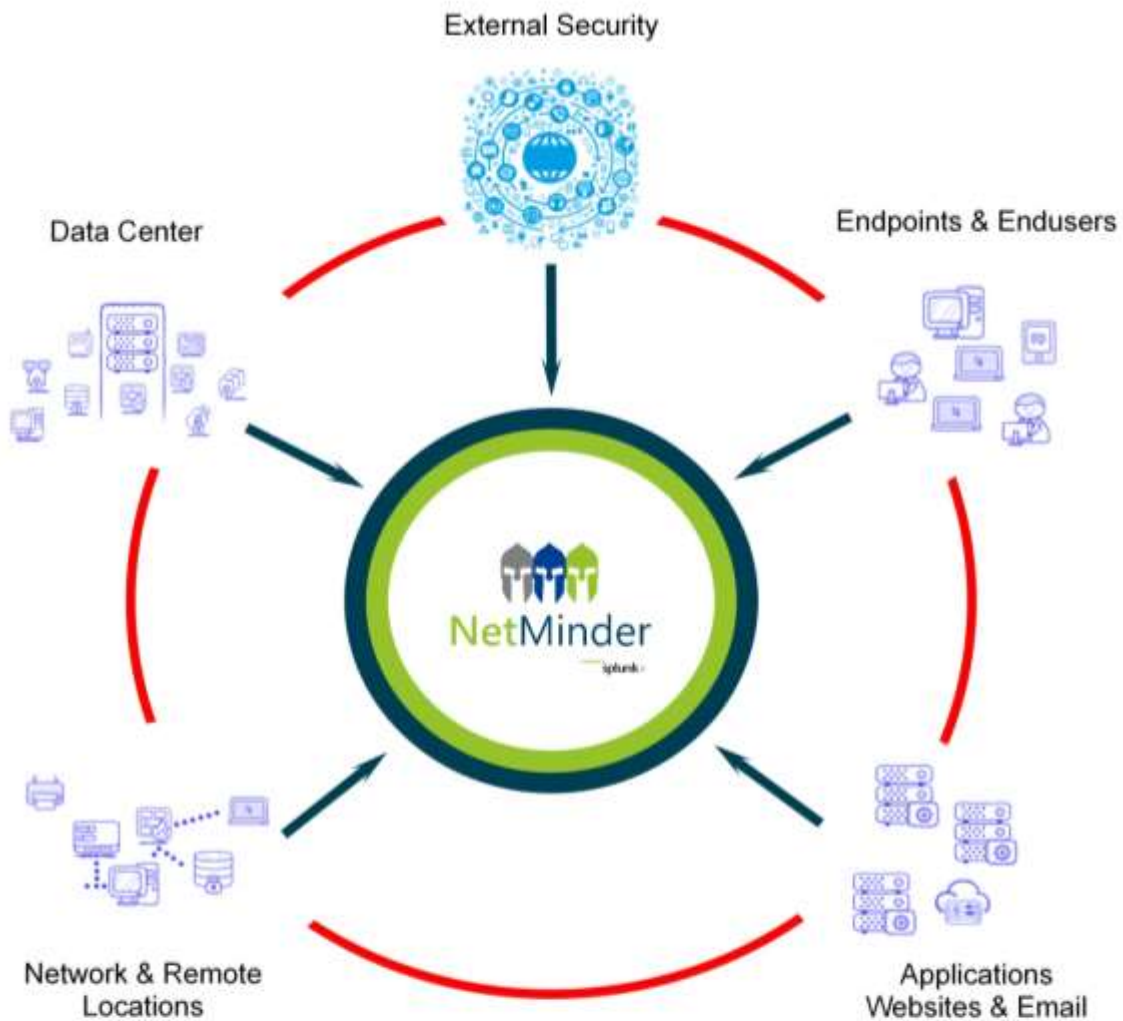 External Security
Data Center
Endpoints & Endusers
NetMinder
splunk>
Network & Remote
Locations
Applications
Websites & Email